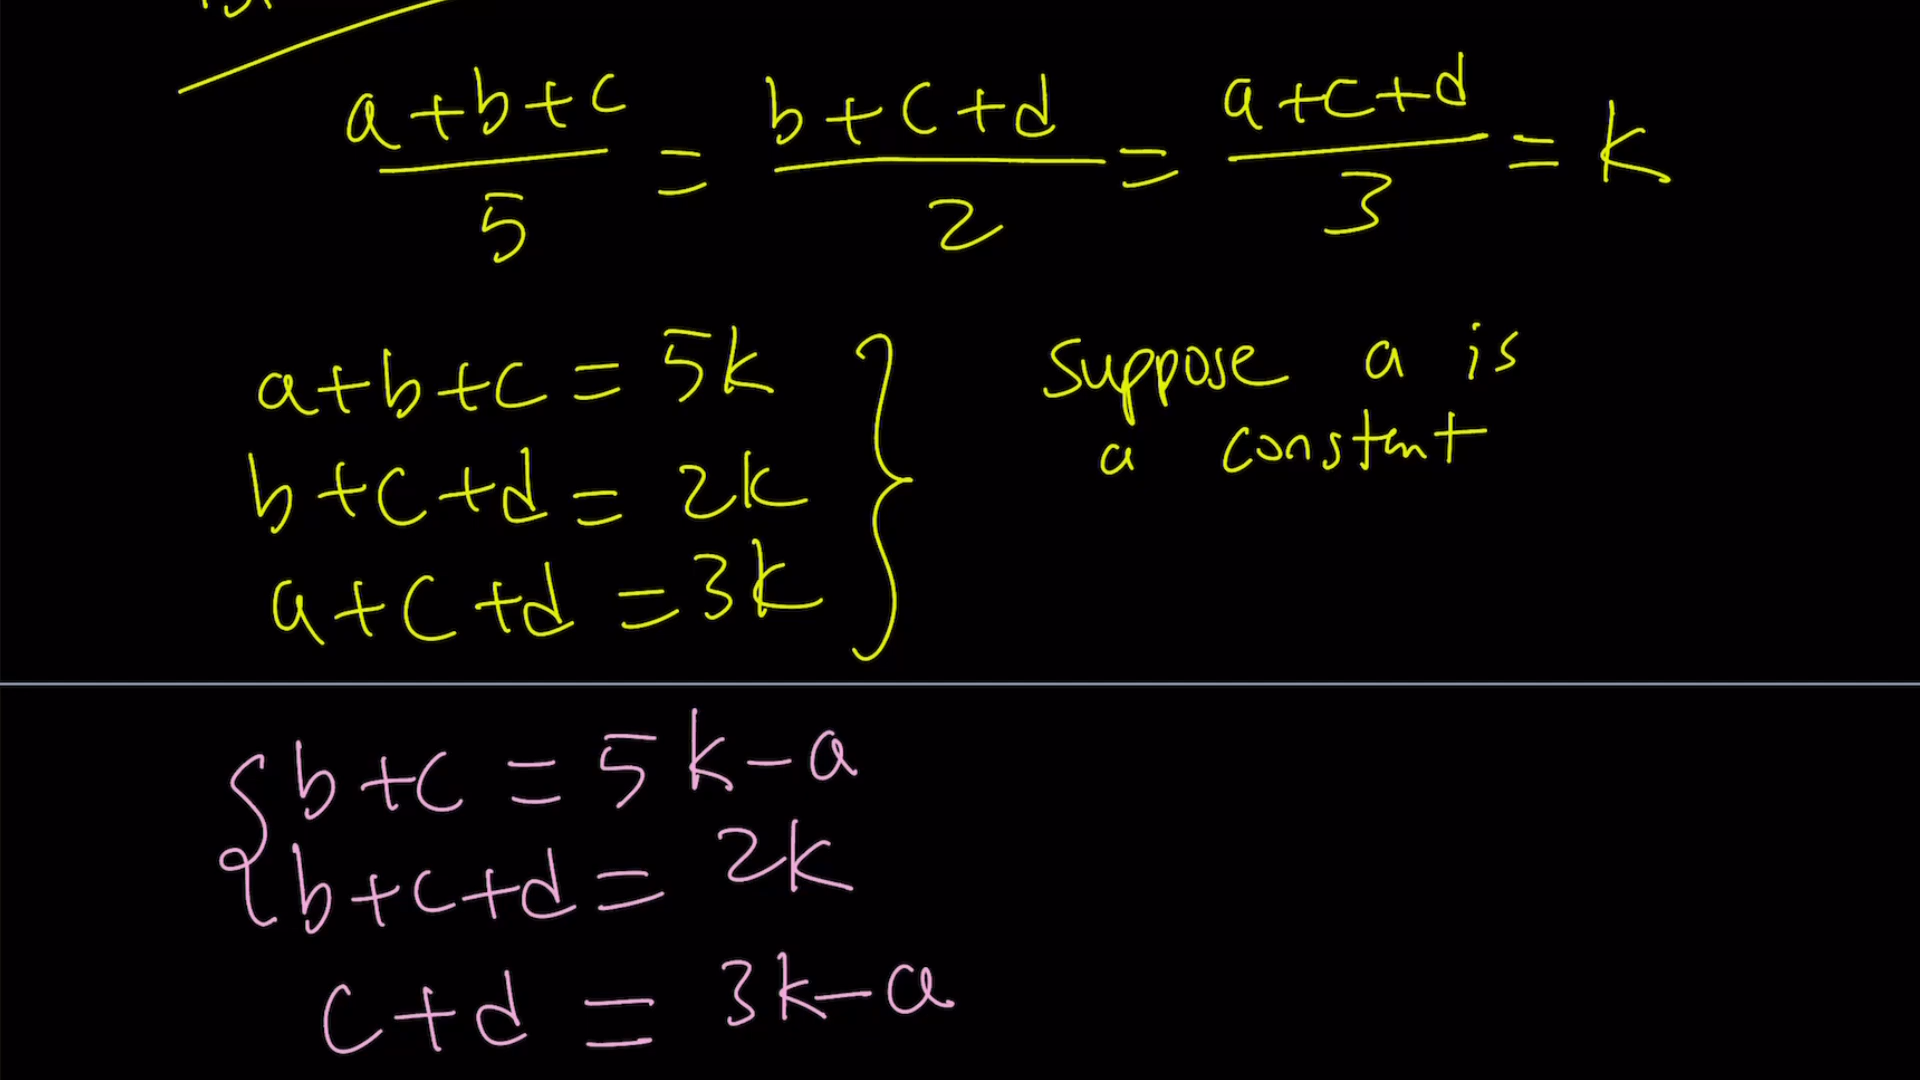 a+b+c/5 = b+c+d/2 = a+c+d/3 = k
a+b+c = 5k
b+c+d = 2k
a+c+d = 3k
suppose a is
a constant
b+c = 5k-a
b+c+d = 2k
c+d = 3k-a